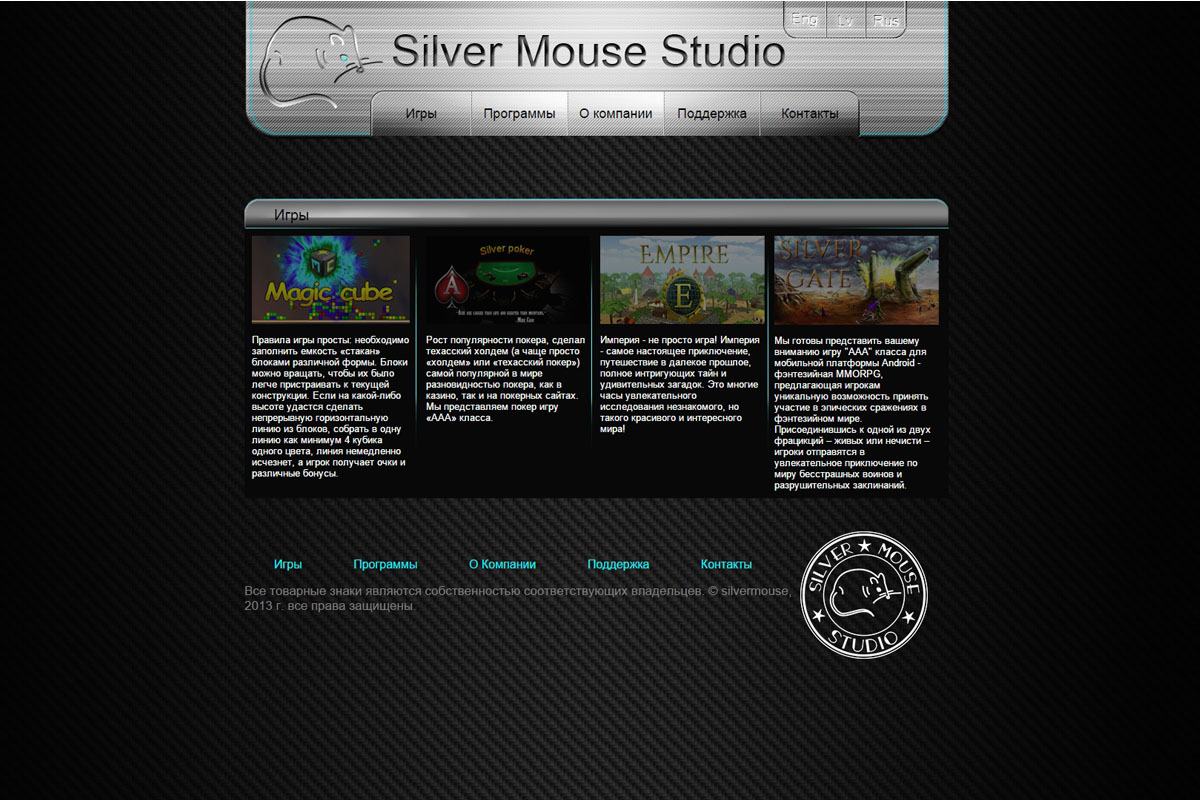 Eng Lv Rus
Silver Mouse Studio
Игры Программы О компании Поддержка Контакты
Игры
Magic cube
Правила игры просты: необходимо
заполнить емкость «стакан»
блоками различной формы. Блоки
можно вращать, чтобы их было
легче пристраивать к текущей
конструкции. Если на какой-либо
высоте удастся сделать
непрерывную горизонтальную
линию из блоков, собрать в одну
линию как минимум 4 кубика
одного цвета, линия немедленно
исчезнет, а игрок получает очки и
различные бонусы.
Silver poker
A
Рост популярности покера, сделал
техасский холдем (а чаще просто
«холдем» или «техасский покер»)
самой популярной в мире
разновидностью покера, как в
казино, так и на покерных сайтах.
Мы представляем покер игру
«ААА» класса.
EMPIRE
E
Империя - не просто игра! Империя
- самое настоящее приключение,
путешествие в далекое прошлое,
полное интригующих тайн и
удивительных загадок. Это многие
часы увлекательного
исследования незнакомого, но
такого красивого и интересного
мира!
SILVER
GATE
Мы готовы представить вашему
вниманию игру "ААА" класса для
мобильной платформы Android -
фэнтезийная MMORPG,
предлагающая игрокам
уникальную возможность принять
участие в эпических сражениях в
фэнтезийном мире.
Присоединившись к одной из двух
фрацикций – живых или нечисти –
игроки отправятся в
увлекательное приключение по
миру бесстрашных воинов и
разрушительных заклинаний.
Игры Программы О Компании Поддержка Контакты
Все товарные знаки являются собственностью соответствующих владельцев. © silvermouse,
2013 г. все права защищены.
SILVER ★ MOUSE
★ STUDIO ★